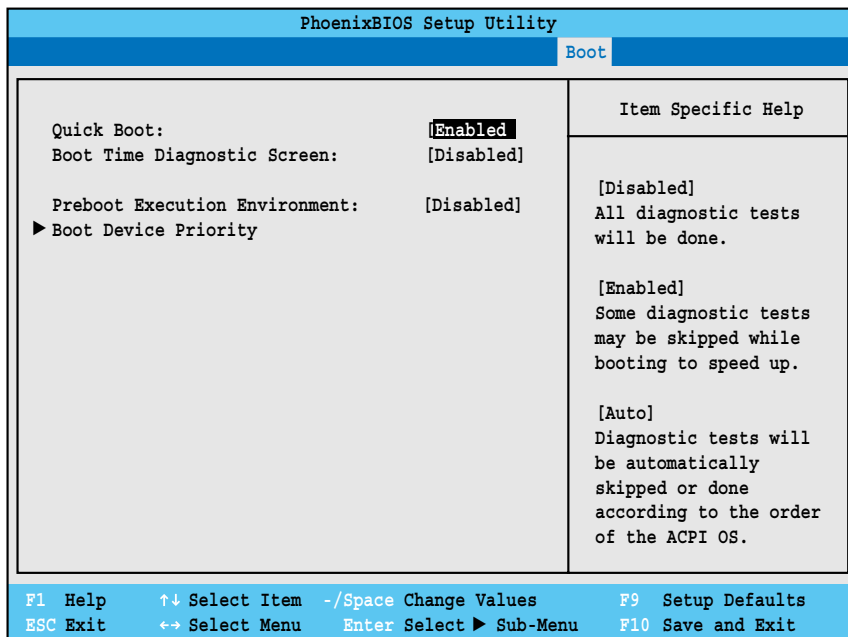 PhoenixBIOS Setup Utility
Boot
Quick Boot: [Enabled
Boot Time Diagnostic Screen: [Disabled]
Preboot Execution Environment: [Disabled]
▶ Boot Device Priority
Item Specific Help
[Disabled]
All diagnostic tests
will be done.
[Enabled]
Some diagnostic tests
may be skipped while
booting to speed up.
[Auto]
Diagnostic tests will
be automatically
skipped or done
according to the order
of the ACPI OS.
F1 Help ↑↓ Select Item -/Space Change Values F9 Setup Defaults
ESC Exit ←→ Select Menu Enter Select ▶ Sub-Menu F10 Save and Exit